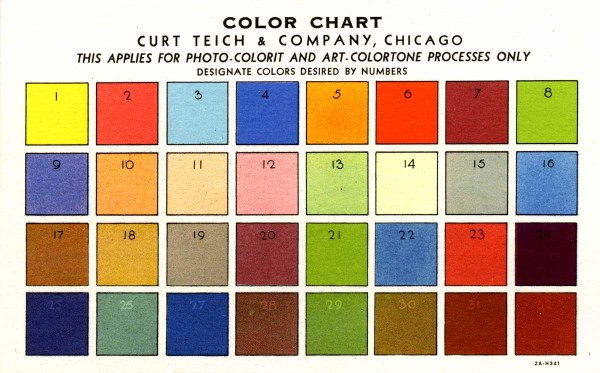 COLOR CHART
CURT TEICH & COMPANY, CHICAGO
THIS APPLIES FOR PHOTO-COLORIT AND ART-COLORTONE PROCESSES ONLY
DESIGNATE COLORS DESIRED BY NUMBERS
1 2 3 4 5 6 7 8
9 10 11 12 13 14 15 16
17 18 19 20 21 22 23 24
25 26 27 28 29 30 31 32
2A-H341